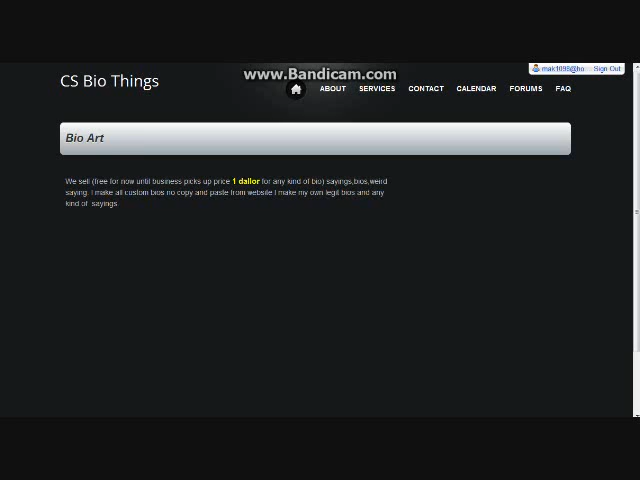 www.Bandicam.com
mak1098@ho Sign Out
CS Bio Things
ABOUT SERVICES CONTACT CALENDAR FORUMS FAQ
Bio Art
We sell (free for now until business picks up price 1 dallor for any kind of bio) sayings,bios,weird
saying. I make all custom bios no copy and paste from website I make my own legit bios and any
kind of sayings